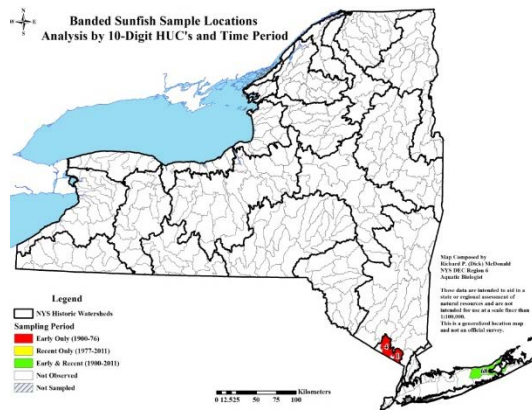 Banded Sunfish Sample Locations
Analysis by 10-Digit HUC's and Time Period
Map Composed by
Richard P. (Dick) McDonald
NYS DEC Region 6
Aquatic Biologist
These data are intended to aid in a
state or regional assessment of
natural resources and are not
intended for use at a scale finer than
1:100,000.
This is a generalized location map
and not an official survey.
Legend
NYS Historic Watersheds
Sampling Period
Early Only (1900-76)
Recent Only (1977-2011)
Early & Recent (1900-2011)
Not Observed
Not Sampled
Kilometers
0 12.525 50 75 100